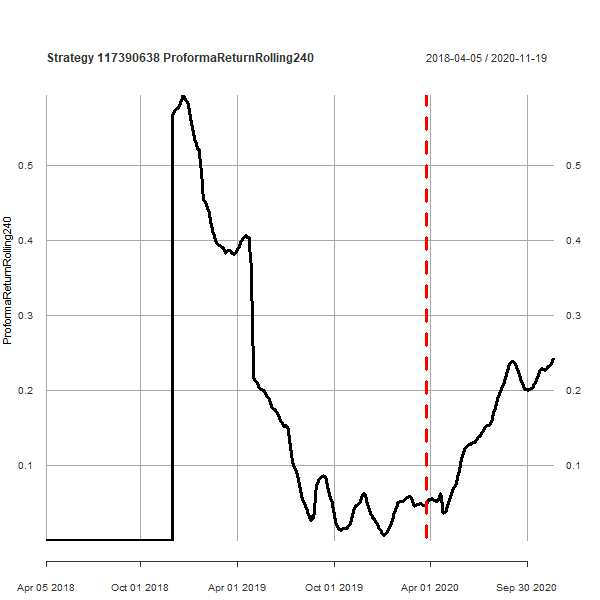 Strategy 117390638 ProformaReturnRolling240
2018-04-05 / 2020-11-19
ProformaReturnRolling240
0.5
0.4
0.3
0.2
0.1
0.5
0.4
0.3
0.2
0.1
Apr 05 2018
Oct 01 2018
Apr 01 2019
Oct 01 2019
Apr 01 2020
Sep 30 2020